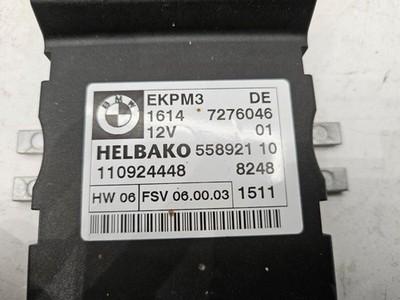 BMW
EKPM3 DE
1614 7276046
12V 01
HELBAKO 558921 10
110924448 8248
HW 06 FSV 06.00.03 1511